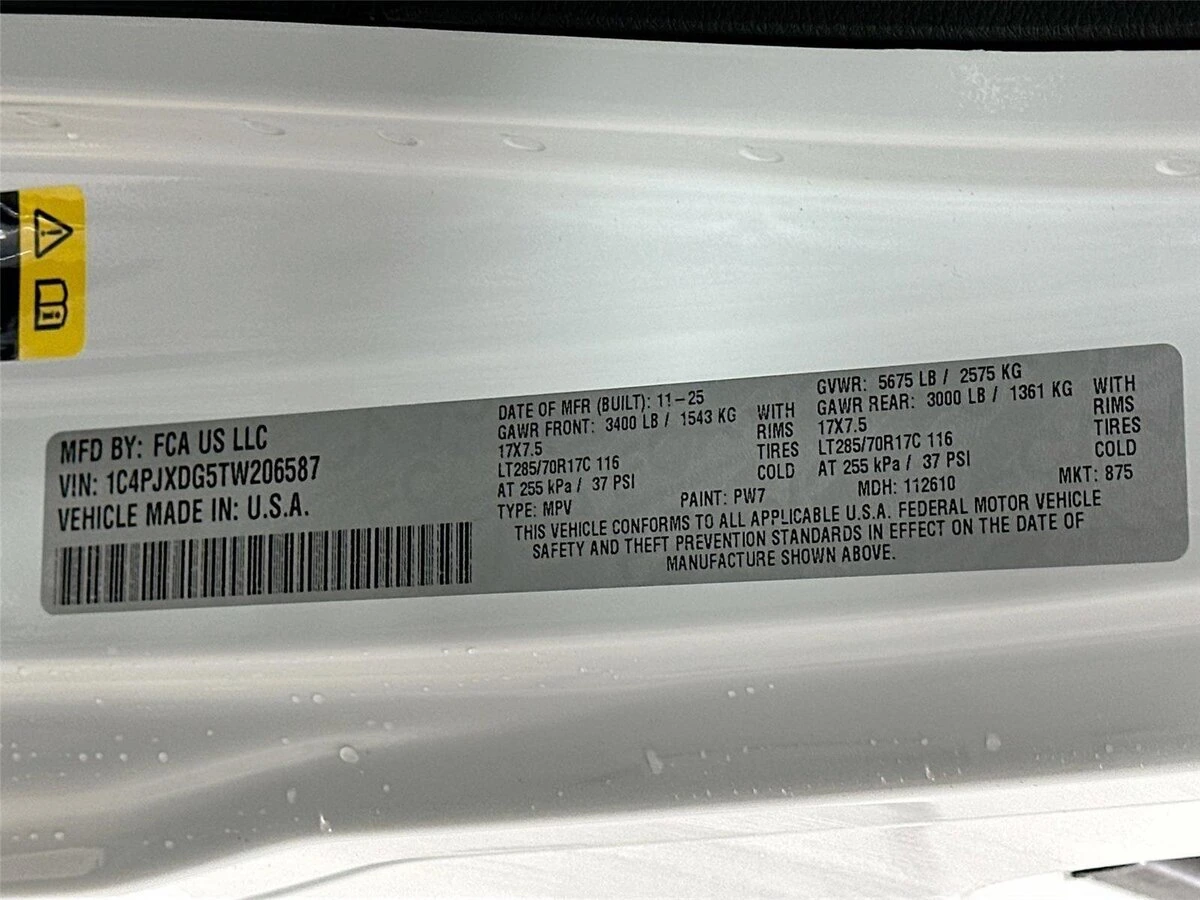 MFD BY: FCA US LLC
VIN: 1C4PJXDG5TW206587
VEHICLE MADE IN: U.S.A.
DATE OF MFR (BUILT): 11-25
GAWR FRONT: 3400 LB / 1543 KG WITH
17X7.5 RIMS
LT285/70R17C 116 TIRES
AT 255 kPa / 37 PSI COLD
GVWR: 5675 LB / 2575 KG
GAWR REAR: 3000 LB / 1361 KG WITH
17X7.5 RIMS
LT285/70R17C 116 TIRES
AT 255 kPa / 37 PSI COLD
TYPE: MPV PAINT: PW7 MDH: 112610 MKT: 875
THIS VEHICLE CONFORMS TO ALL APPLICABLE U.S.A. FEDERAL MOTOR VEHICLE
SAFETY AND THEFT PREVENTION STANDARDS IN EFFECT ON THE DATE OF
MANUFACTURE SHOWN ABOVE.